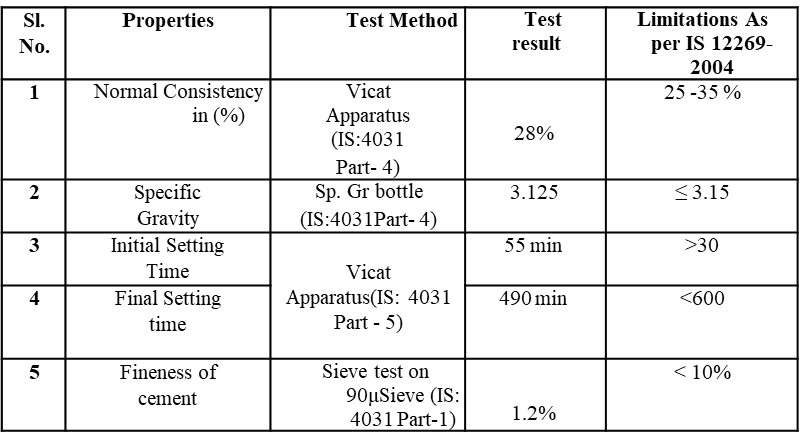 Sl.
No.
Properties
Test Method
Test
result
Limitations As
per IS 12269-
2004
1
Normal Consistency
in (%)
Vicat
Apparatus
(IS:4031
Part- 4)
28%
25 -35 %
2
Specific
Gravity
Sp. Gr bottle
(IS:4031Part- 4)
3.125
≤ 3.15
3
Initial Setting
Time
Vicat
Apparatus(IS: 4031
Part - 5)
55 min
>30
4
Final Setting
time
490 min
<600
5
Fineness of
cement
Sieve test on
90μSieve (IS:
4031 Part-1)
1.2%
< 10%